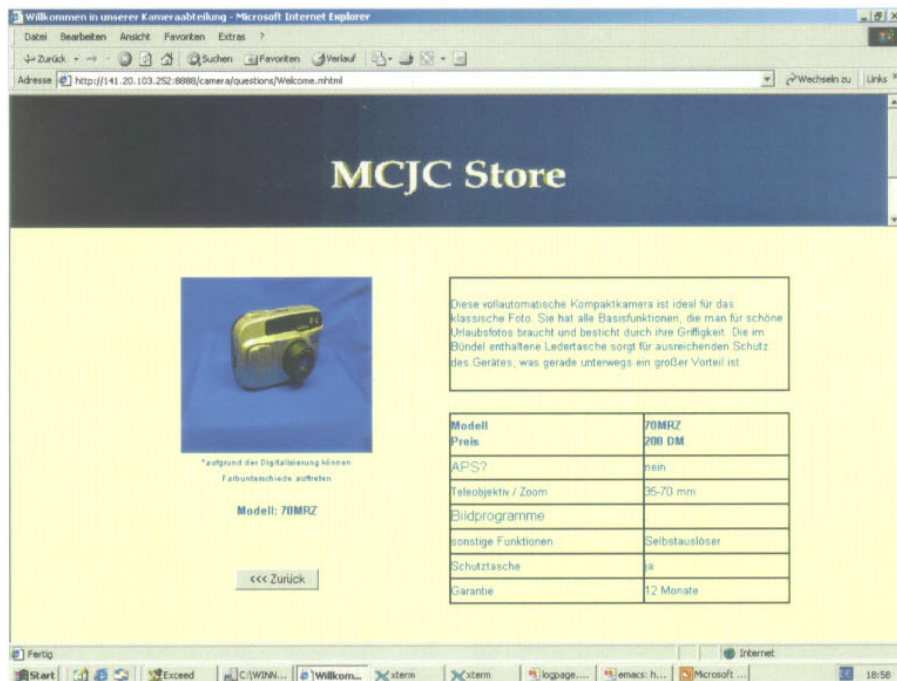 Willkommen in unserer Kameraabteilung - Microsoft Internet Explorer
Datei Bearbeiten Ansicht Favoriten Extras ?
Zurück Suchen Favoriten Verlauf
Adresse http://141.20.103.252:8888/camera/questions/Welcome.mhtml Wechseln zu Links
MCJC Store
Diese vollautomatische Kompaktkamera ist ideal für das
klassische Foto. Sie hat alle Basisfunktionen, die man für schöne
Urlaubsfotos braucht und besticht durch ihre Griffigkeit. Die im
Bündel enthaltene Ledertasche sorgt für ausreichenden Schutz
des Gerätes, was gerade unterwegs ein großer Vorteil ist
*aufgrund der Digitalisierung können
Farbunterschiede auftreten
Modell: 70MRZ
<<< Zurück
Modell 70MRZ
Preis 200 DM
APS? nein
Teleobjektiv / Zoom 35-70 mm
Bildprogramme
sonstige Funktionen Selbstauslöser
Schutztasche ja
Garantie 12 Monate
Fertig Internet
Start Exceed C:\WINN... Willkom... xterm xterm logpage.... emacs: h... Microsoft ... 18:58